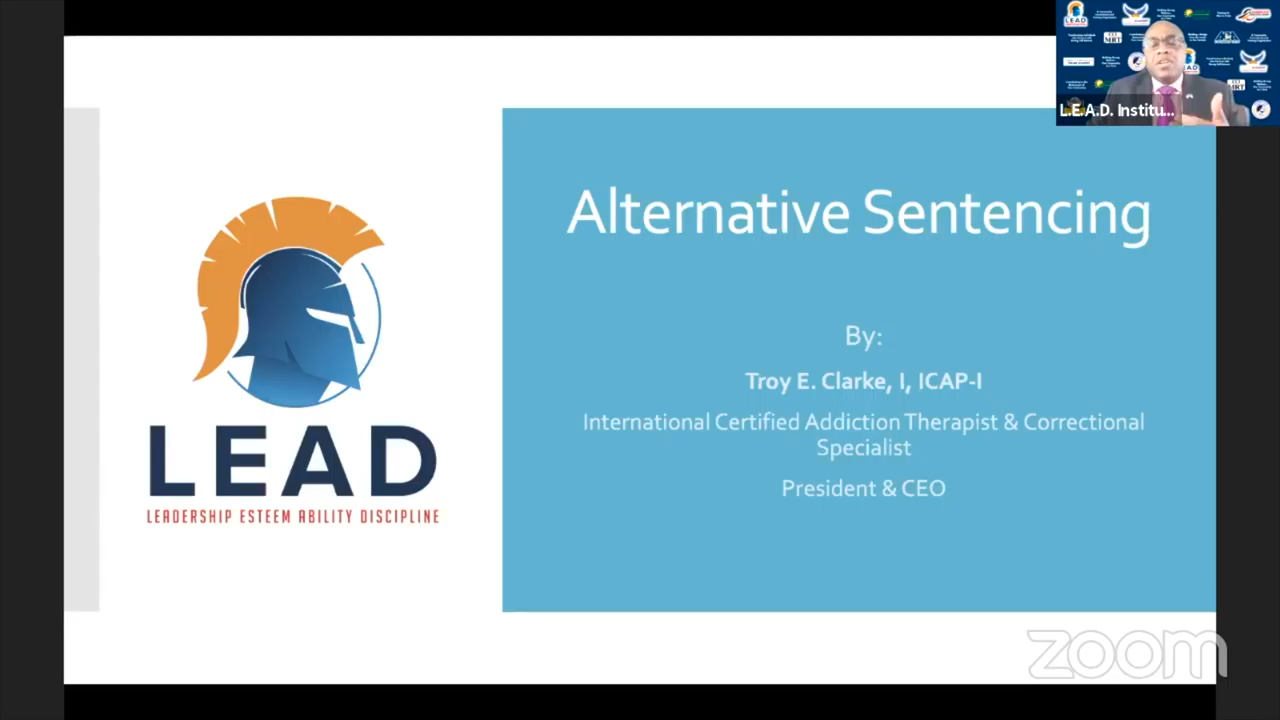 L.E.A.D. Institu...
Alternative Sentencing
By:
Troy E. Clarke, I, ICAP-I
International Certified Addiction Therapist & Correctional
Specialist
President & CEO
LEAD
LEADERSHIP ESTEEM ABILITY DISCIPLINE
zoom